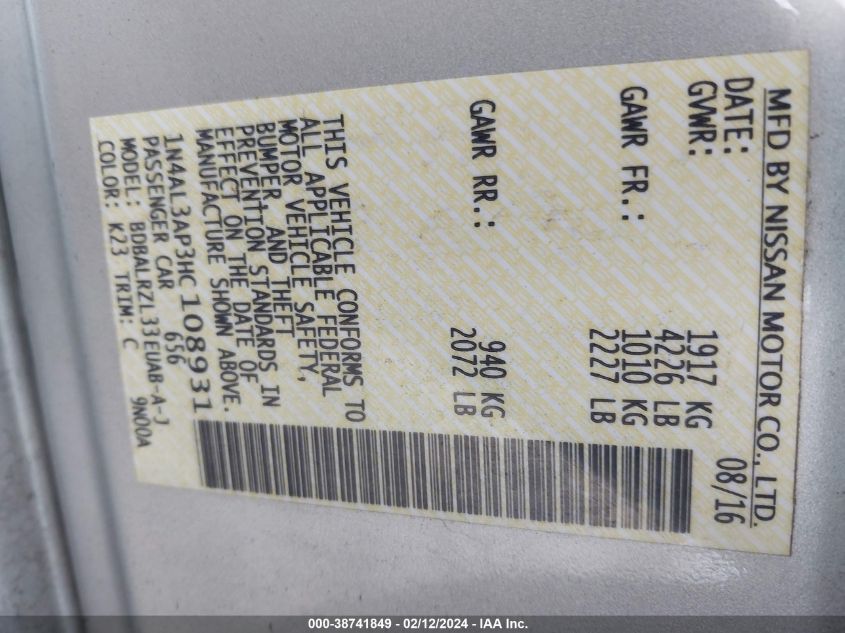 MFD BY NISSAN MOTOR CO., LTD.
DATE: 08/16
GVWR: 1917 KG
4226 LB
GAWR FR.: 1010 KG
2227 LB
GAWR RR.: 940 KG
2072 LB
THIS VEHICLE CONFORMS TO
ALL APPLICABLE FEDERAL
MOTOR VEHICLE SAFETY,
BUMPER, AND THEFT
PREVENTION STANDARDS IN
EFFECT ON THE DATE OF
MANUFACTURE SHOWN ABOVE.
1N4AL3AP3HC108931
PASSENGER CAR 656
MODEL: BDBALRZL33EUAB-A-J
COLOR: K23 TRIM: C 9N00A
000-38741849 - 02/12/2024 - IAA Inc.